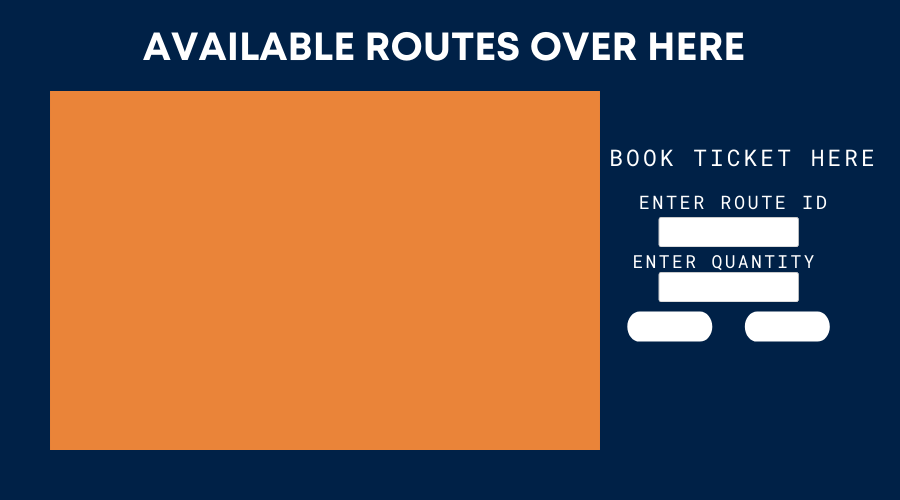 AVAILABLE ROUTES OVER HERE
BOOK TICKET HERE
ENTER ROUTE ID
ENTER QUANTITY